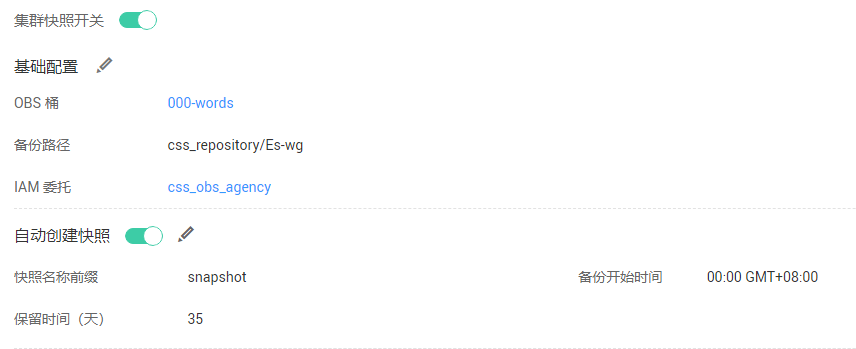 集群快照开关
基础配置
OBS 桶 000-words
备份路径 css_repository/Es-wg
IAM 委托 css_obs_agency
自动创建快照
快照名称前缀 snapshot 备份开始时间 00:00 GMT+08:00
保留时间（天） 35